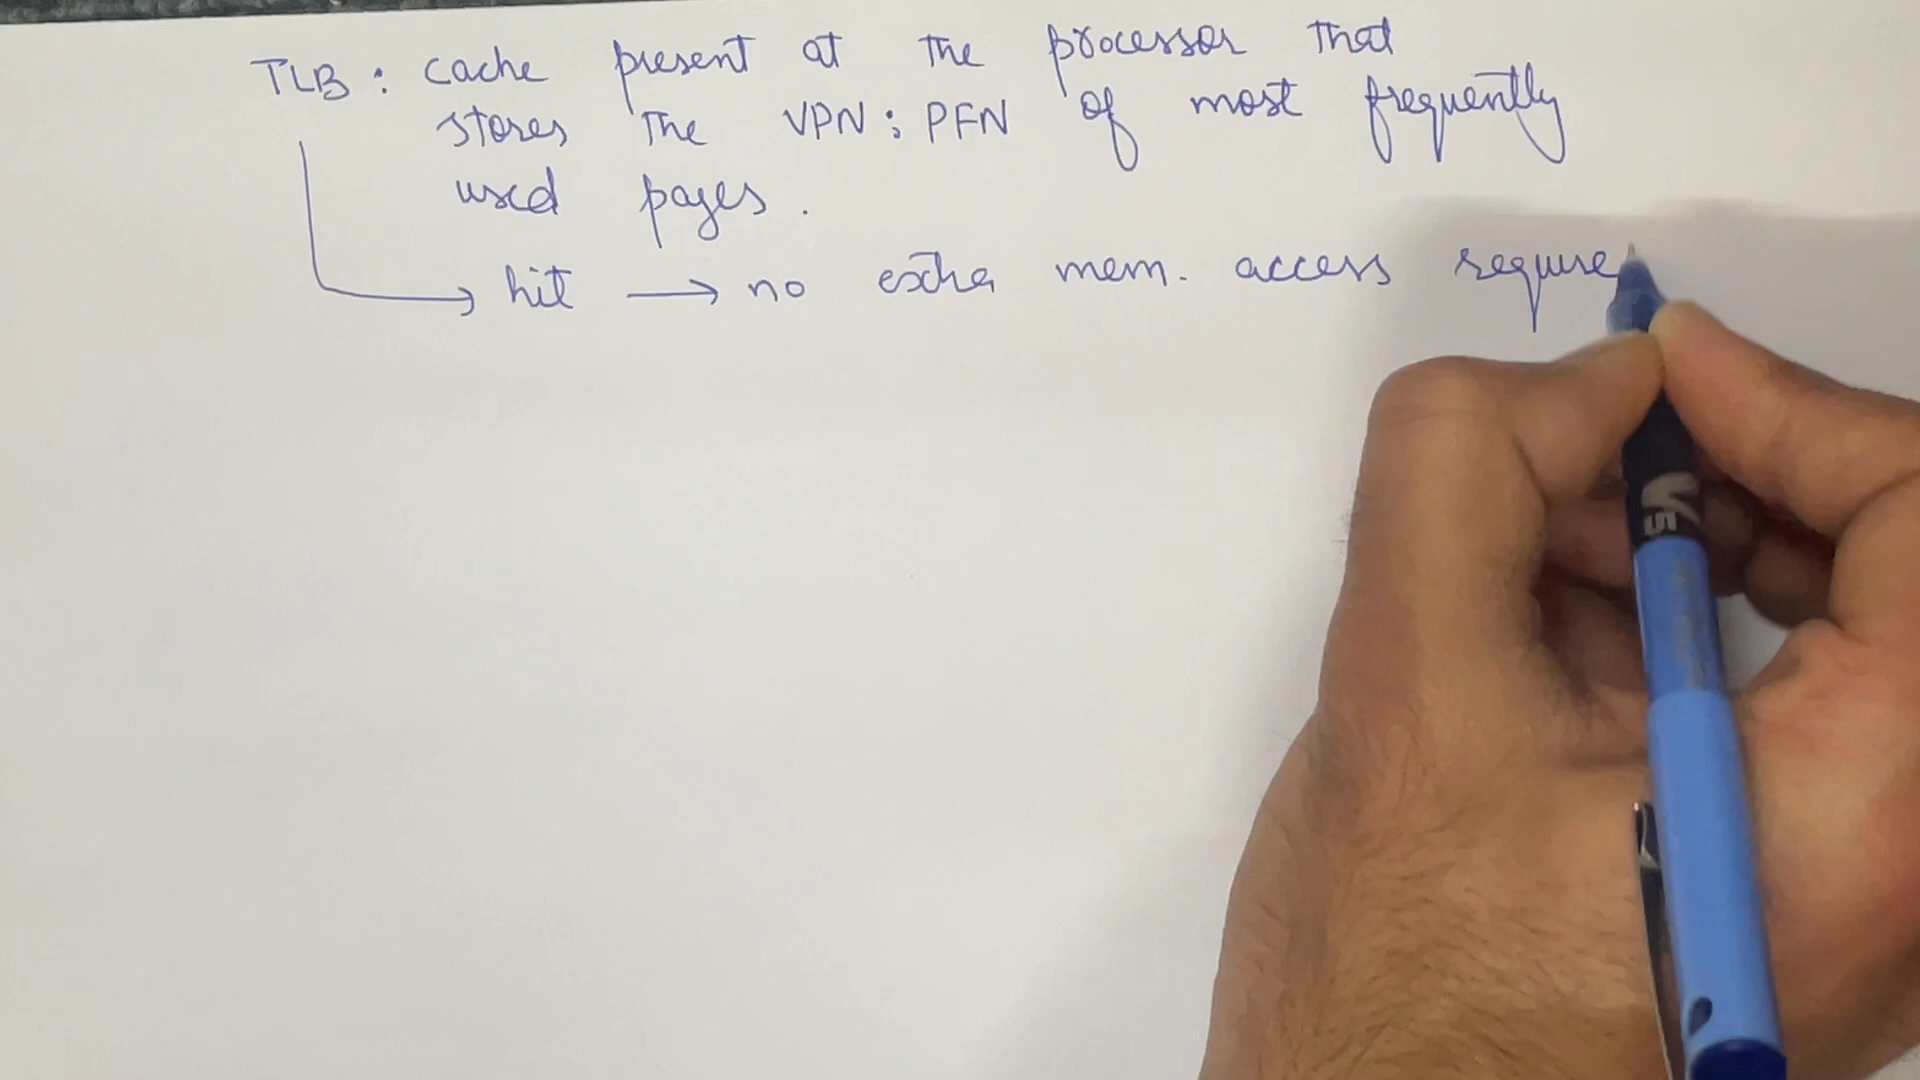 TLB : cache present at the processor that
stores the VPN : PFN of most frequently
used pages .
→ hit → no extra mem. access require
V5